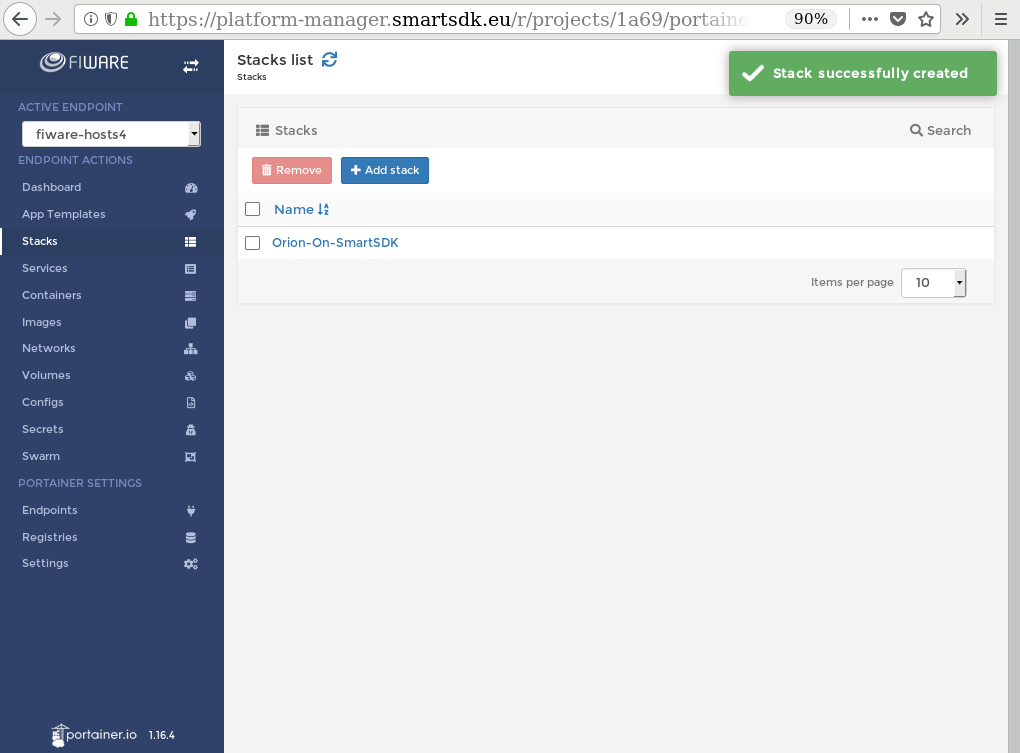 https://platform-manager.smartsdk.eu/r/projects/1a69/portaine
90%
FIWARE
ACTIVE ENDPOINT
fiware-hosts4
ENDPOINT ACTIONS
Dashboard
App Templates
Stacks
Services
Containers
Images
Networks
Volumes
Configs
Secrets
Swarm
PORTAINER SETTINGS
Endpoints
Registries
Settings
portainer.io 1.16.4
Stacks list
Stacks
Stack successfully created
Stacks
Search
Remove
Add stack
Name
Orion-On-SmartSDK
Items per page 10